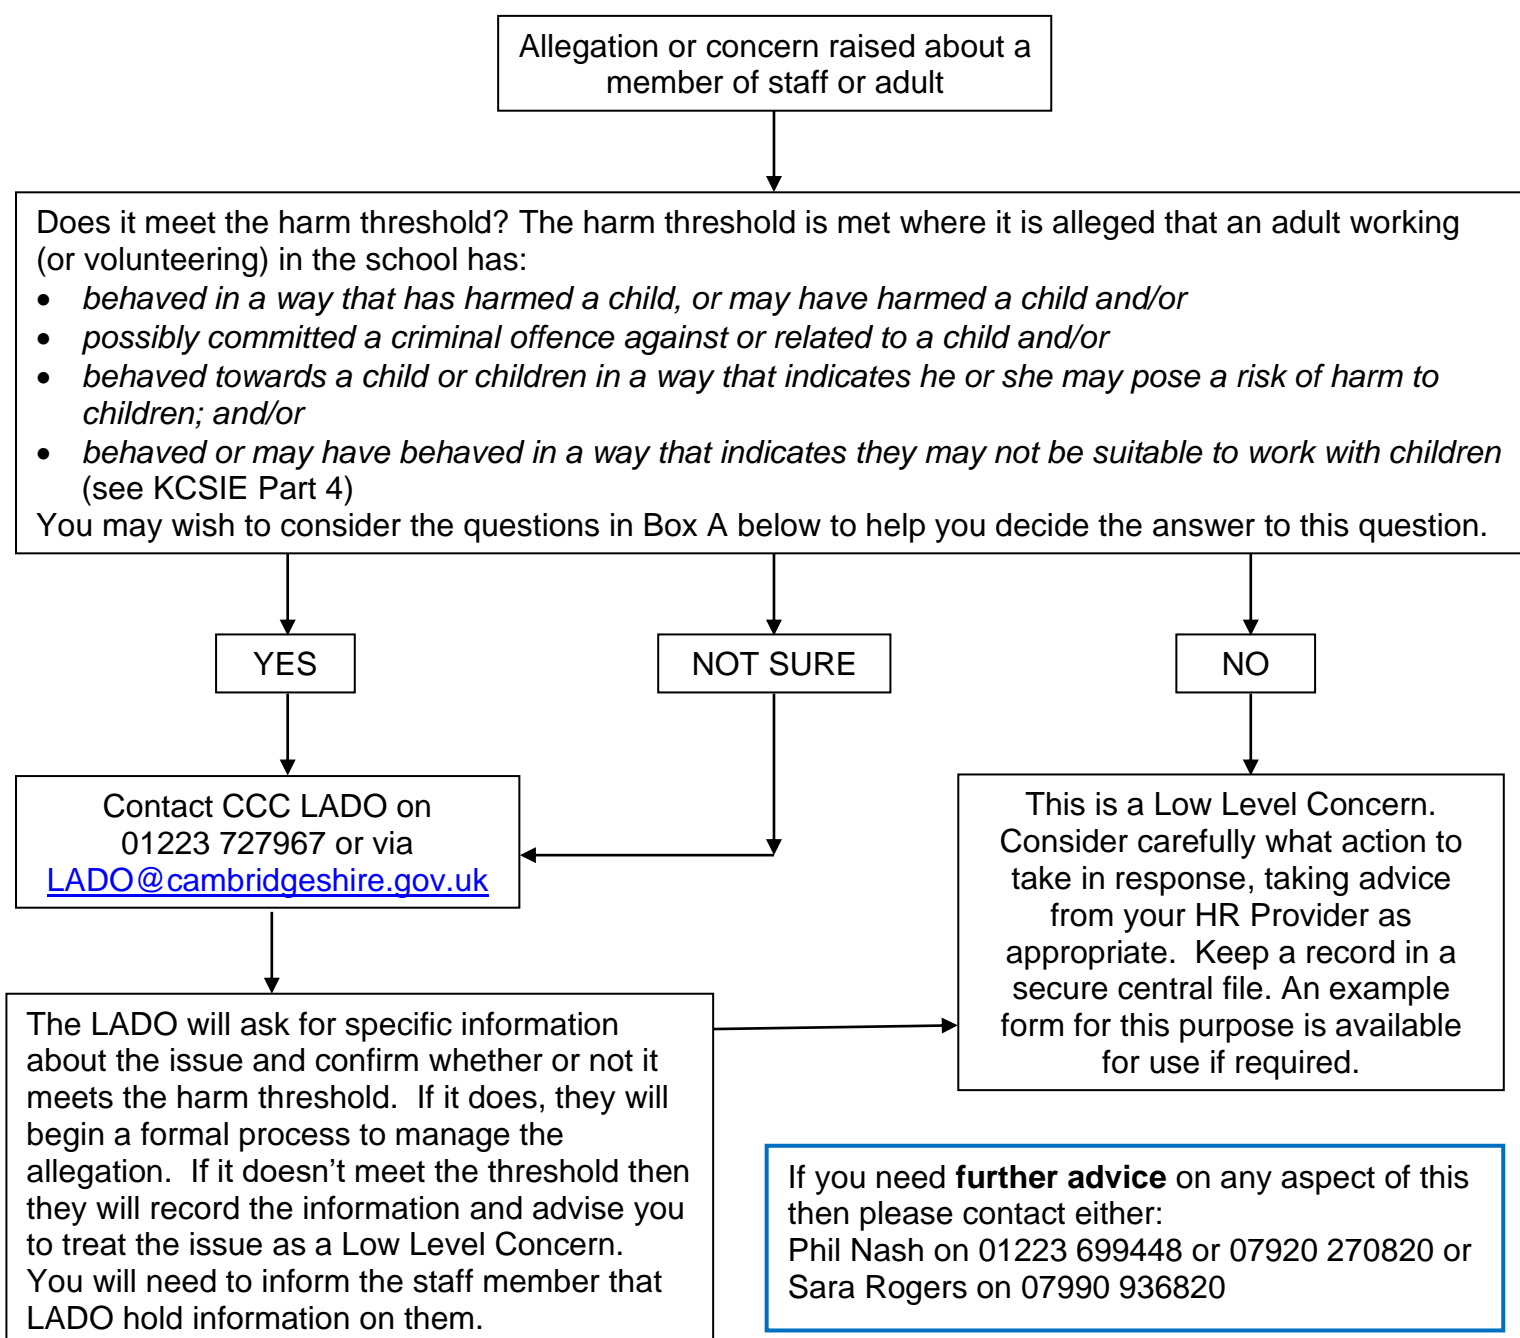 Allegation or concern raised about a
member of staff or adult
Does it meet the harm threshold? The harm threshold is met where it is alleged that an adult working
(or volunteering) in the school has:
• behaved in a way that has harmed a child, or may have harmed a child and/or
• possibly committed a criminal offence against or related to a child and/or
• behaved towards a child or children in a way that indicates he or she may pose a risk of harm to
children; and/or
• behaved or may have behaved in a way that indicates they may not be suitable to work with children
(see KCSIE Part 4)
You may wish to consider the questions in Box A below to help you decide the answer to this question.
YES
NOT SURE
NO
Contact CCC LADO on
01223 727967 or via
LADO@cambridgeshire.gov.uk
This is a Low Level Concern.
Consider carefully what action to
take in response, taking advice
from your HR Provider as
appropriate. Keep a record in a
secure central file. An example
form for this purpose is available
for use if required.
The LADO will ask for specific information
about the issue and confirm whether or not it
meets the harm threshold. If it does, they will
begin a formal process to manage the
allegation. If it doesn’t meet the threshold then
they will record the information and advise you
to treat the issue as a Low Level Concern.
You will need to inform the staff member that
LADO hold information on them.
If you need further advice on any aspect of this
then please contact either:
Phil Nash on 01223 699448 or 07920 270820 or
Sara Rogers on 07990 936820